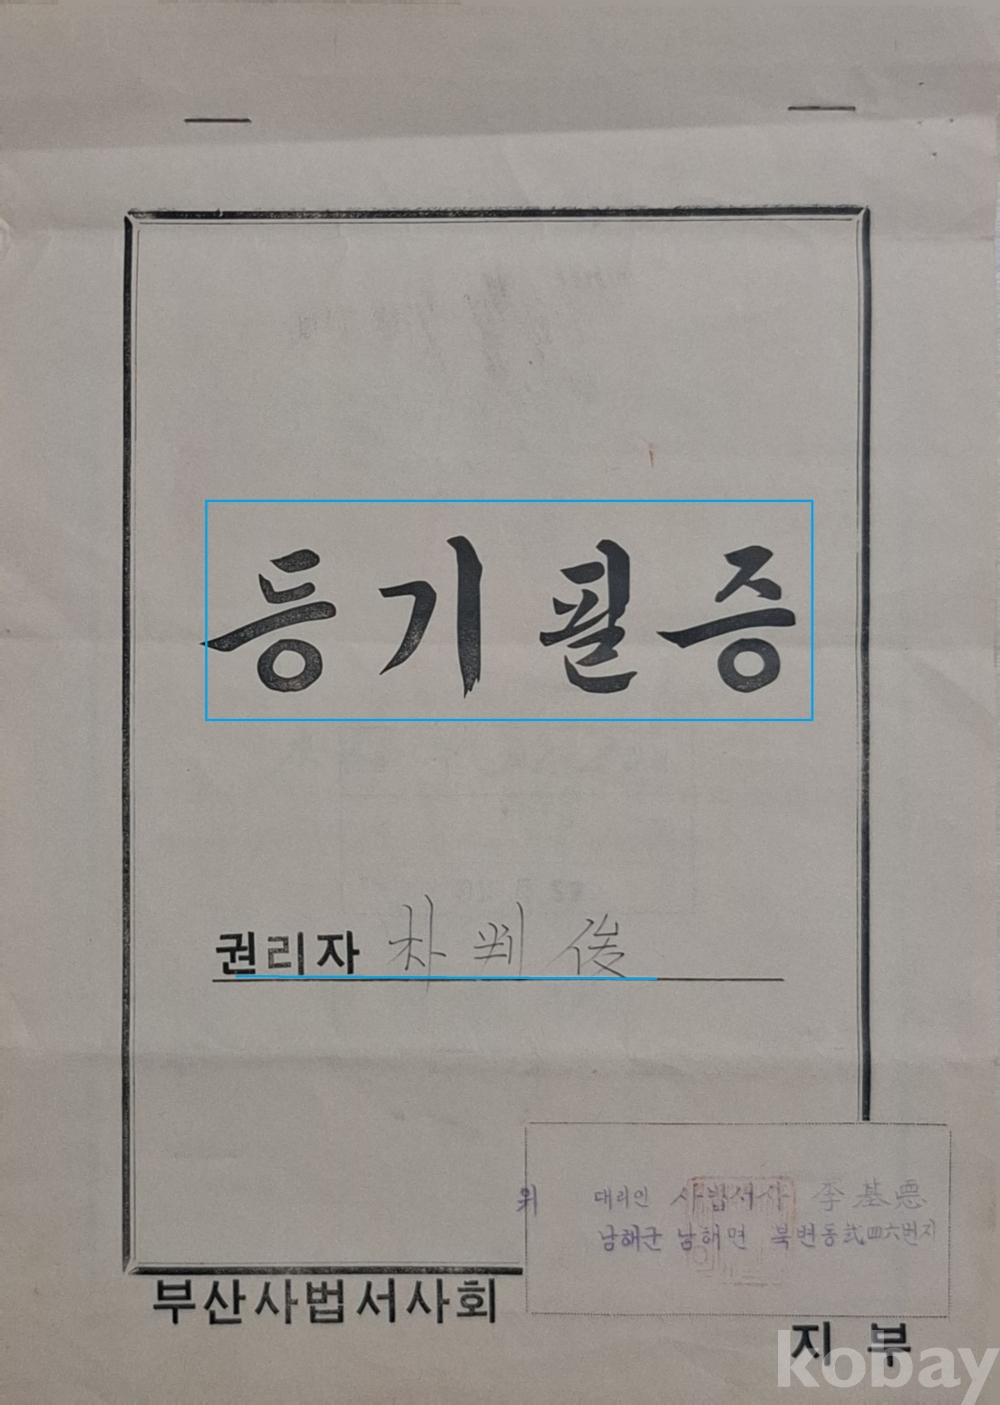 등기필증
권리자 朴判俊
위 대리인 사법서사 李基悳
남해군 남해면 북변동 弍四六번지
부산사법서사회
지부
kobay